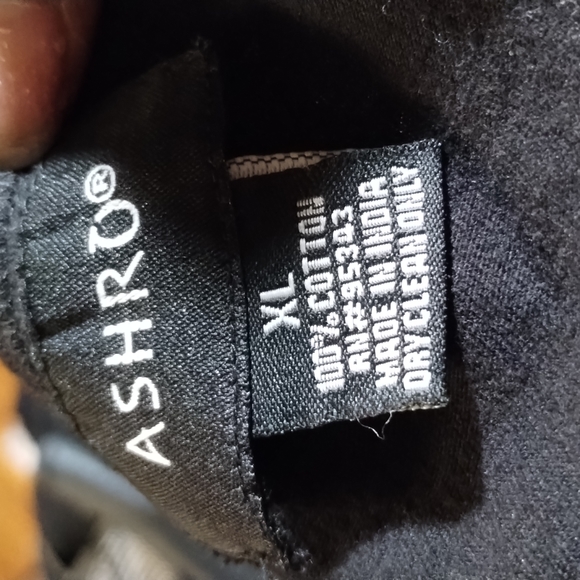 ASHRO®
XL
100% COTTON
RN#95343
MADE IN INDIA
DRY CLEAN ONLY